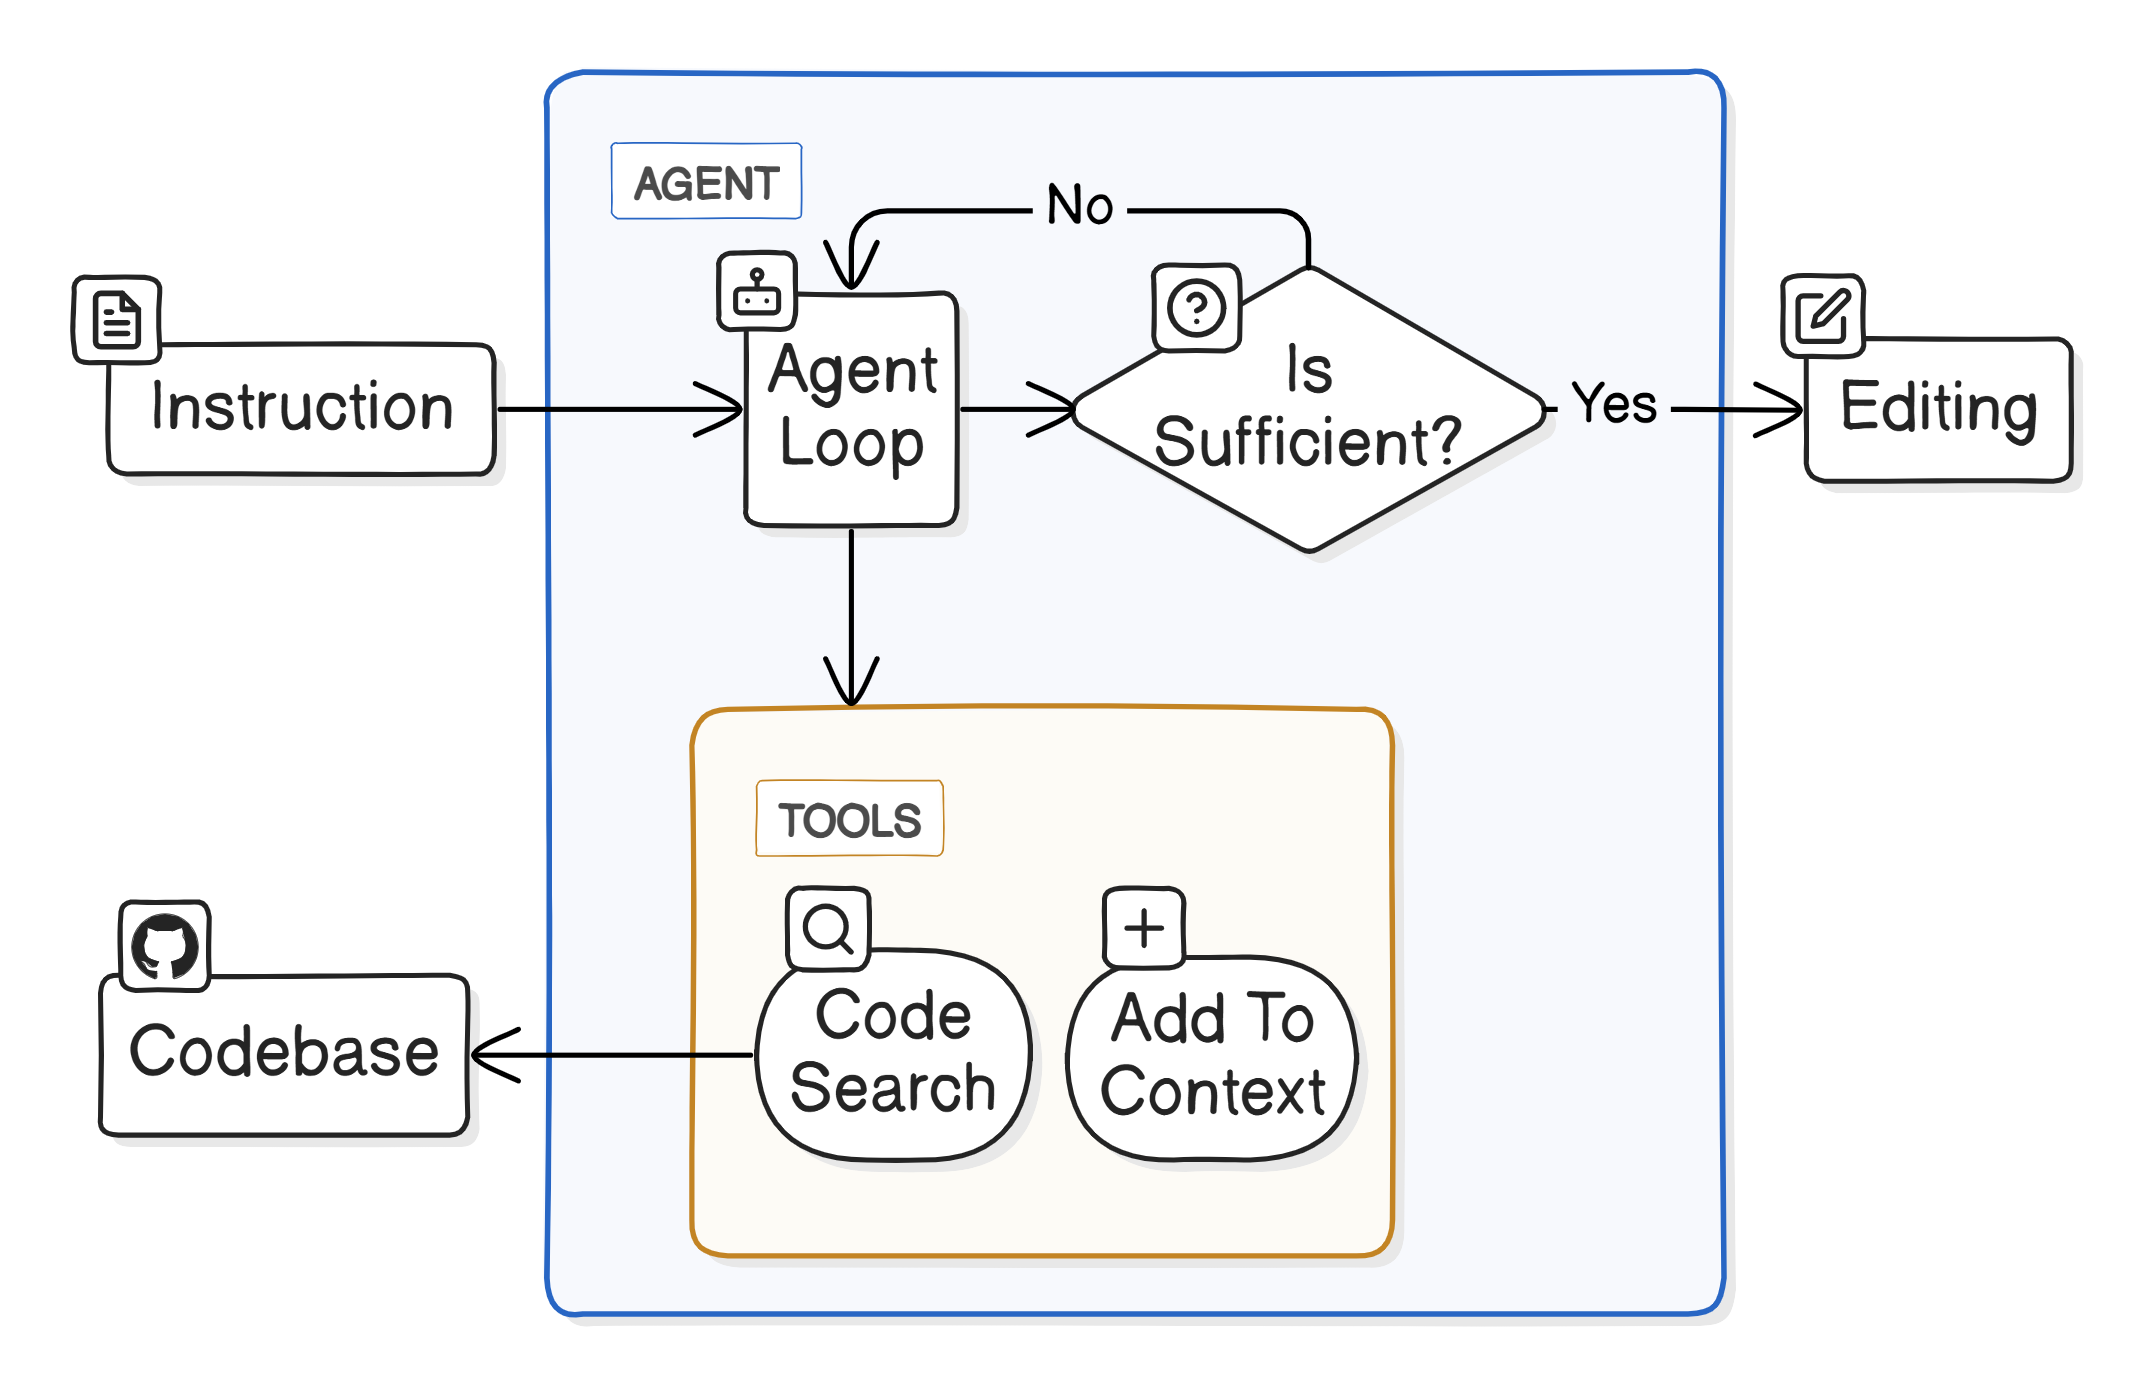 AGENT
No
Instruction
Agent
Loop
Is
Sufficient?
Yes
Editing
TOOLS
Codebase
Code
Search
Add To
Context